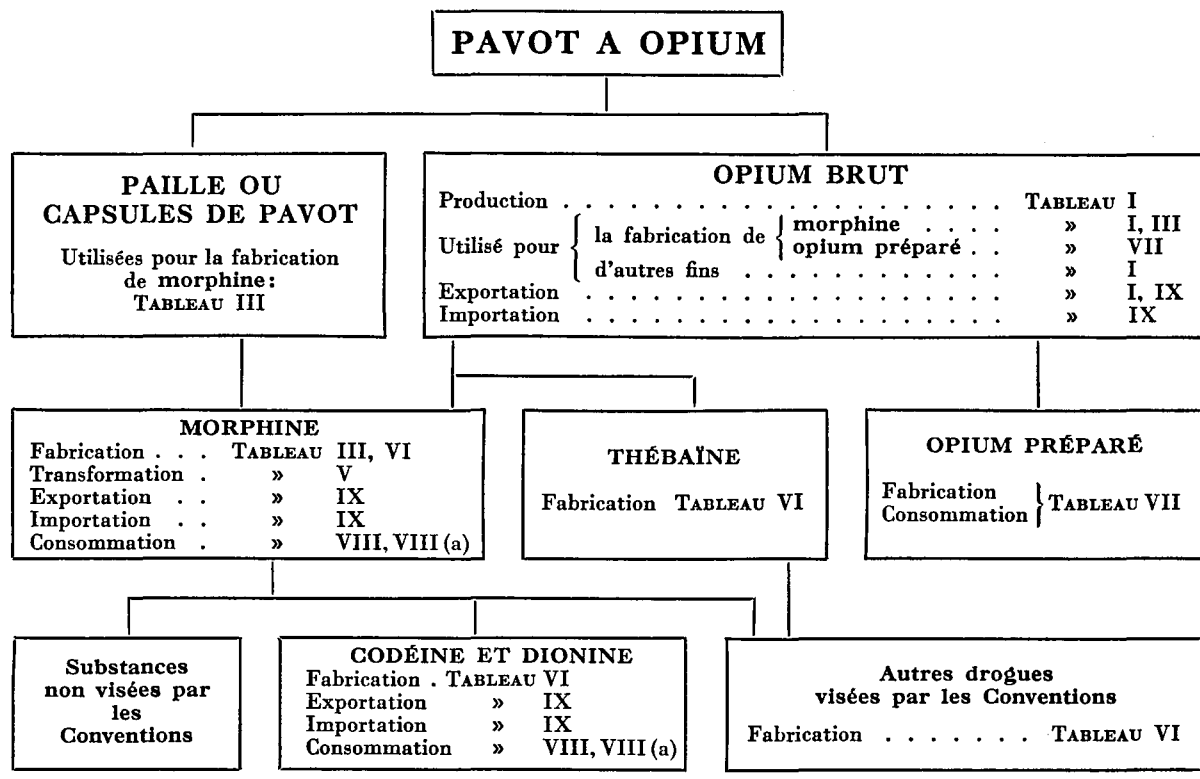 PAVOT A OPIUM
PAILLE OU
CAPSULES DE PAVOT
Utilisées pour la fabrication
de morphine:
TABLEAU III
OPIUM BRUT
Production . . . . . . . . . . . . . . . . . . . . TABLEAU I
Utilisé pour { la fabrication de { morphine . . . . » I, III
opium préparé . . » VII
d'autres fins . . . . . . . . . . . . » I
Exportation . . . . . . . . . . . . . . . . . . . » I, IX
Importation . . . . . . . . . . . . . . . . . . . » IX
MORPHINE
Fabrication . . . TABLEAU III, VI
Transformation . » V
Exportation . . » IX
Importation . . » IX
Consommation . » VIII, VIII (a)
THÉBAÏNE
Fabrication TABLEAU VI
OPIUM PRÉPARÉ
Fabrication
Consommation } TABLEAU VII
Substances
non visées par
les
Conventions
CODÉINE ET DIONINE
Fabrication . TABLEAU VI
Exportation » IX
Importation » IX
Consommation » VIII, VIII (a)
Autres drogues
visées par les Conventions
Fabrication . . . . . . . TABLEAU VI